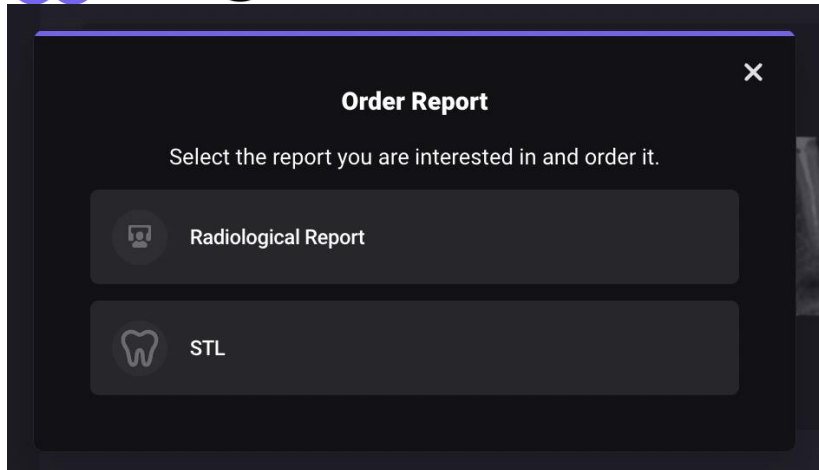 Order Report
Select the report you are interested in and order it.
Radiological Report
STL